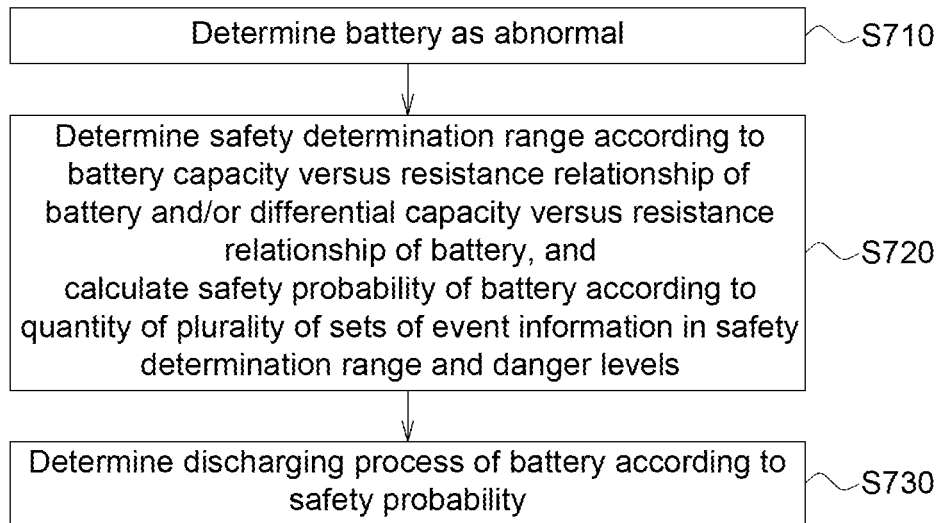 Determine battery as abnormal
S710
Determine safety determination range according to
battery capacity versus resistance relationship of
battery and/or differential capacity versus resistance
relationship of battery, and
calculate safety probability of battery according to
quantity of plurality of sets of event information in safety
determination range and danger levels
S720
Determine discharging process of battery according to
safety probability
S730